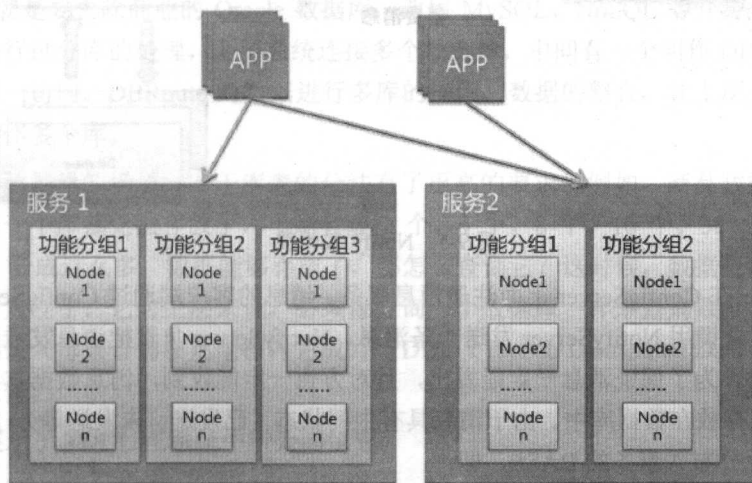 APP
APP
服务 1
功能分组1
功能分组2
功能分组3
Node
1
Node
1
Node
1
Node
2
Node
2
Node
2
......
......
......
Node
n
Node
n
Node
n
服务2
功能分组1
功能分组2
Node1
Node1
Node2
Node2
......
......
Node
n
Node
n